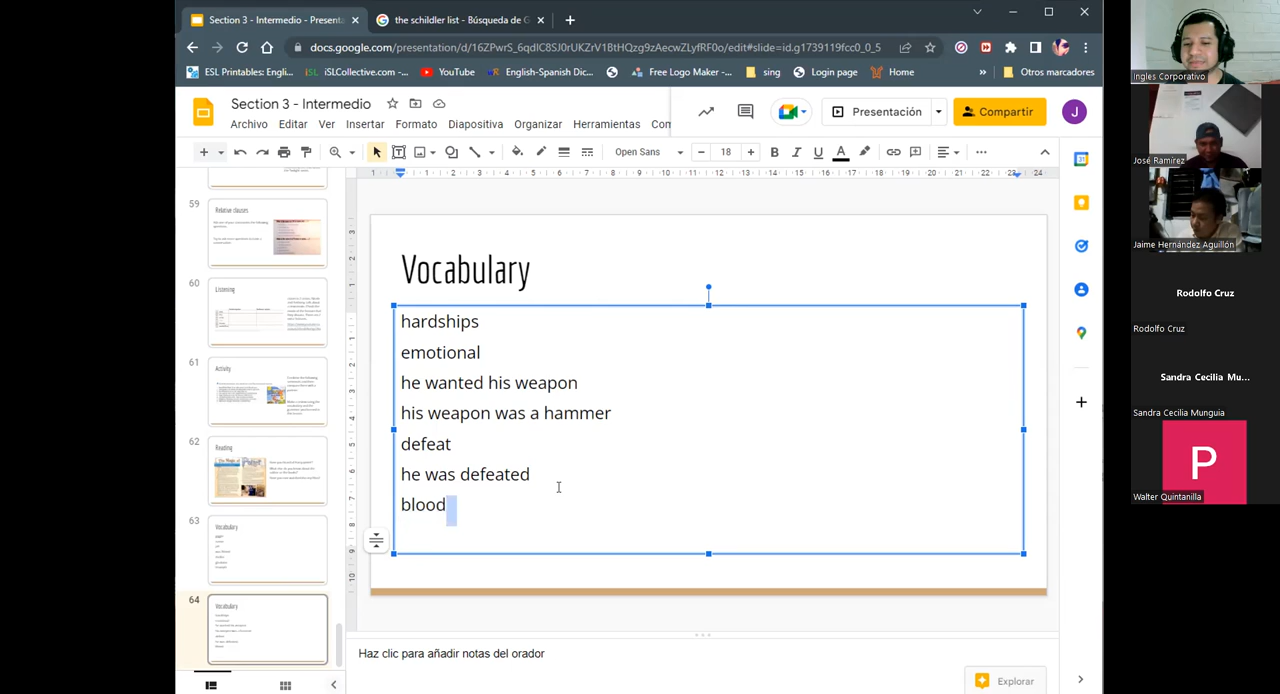 Section 3 - Intermedio - Present
the schildler list - Búsqueda de G
docs.google.com/presentation/d/16ZPwrS_6qdIC8SJ0rUKZrV18tHQzg9zAecwZLyfRF0o/edit#slide=id.g1739119fcc0_0_5
ESL Printables: Engl...
iSLCollective.com -...
YouTube
English-Spanish Dic...
Free Logo Maker -...
sing
Login page
Home
Otros marcadores
Section 3 - Intermedio
Archivo Editar Ver Insertar Formato Diapositiva Organizar Herramientas Com
Presentación
Compartir
J
Open Sans
18
59
Relative clauses
60
Listening
61
Activity
62
Reading
63
Vocabulary
64
Vocabulary
Vocabulary
hardships
emotional
he wanted his weapon
his weapon was a hammer
defeat
he was defeated
blood
Haz clic para añadir notas del orador
Explorar
Ingles Corporativo
José Ramírez
Jaime Hernández Aguillón
Rodolfo Cruz
Rodolfo Cruz
Sandra Cecilia Mu...
Sandra Cecilia Munguia
P
Walter Quintanilla